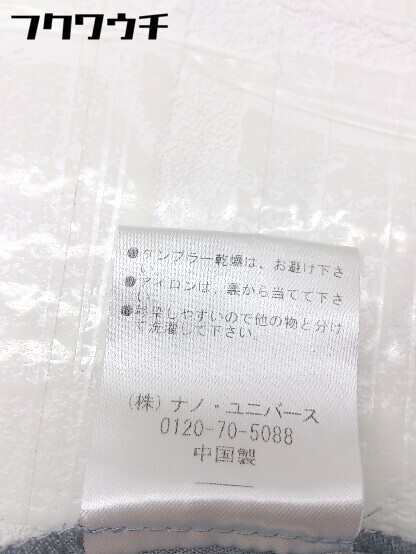 フクワウチ
●タンブラー乾燥は、お避け下さ
い。
●アイロンは、裏から当てて下さ
い。
●移染しやすいので他の物と分け
て洗濯して下さい。
(株)ナノ・ユニバース
0120-70-5088
中国製